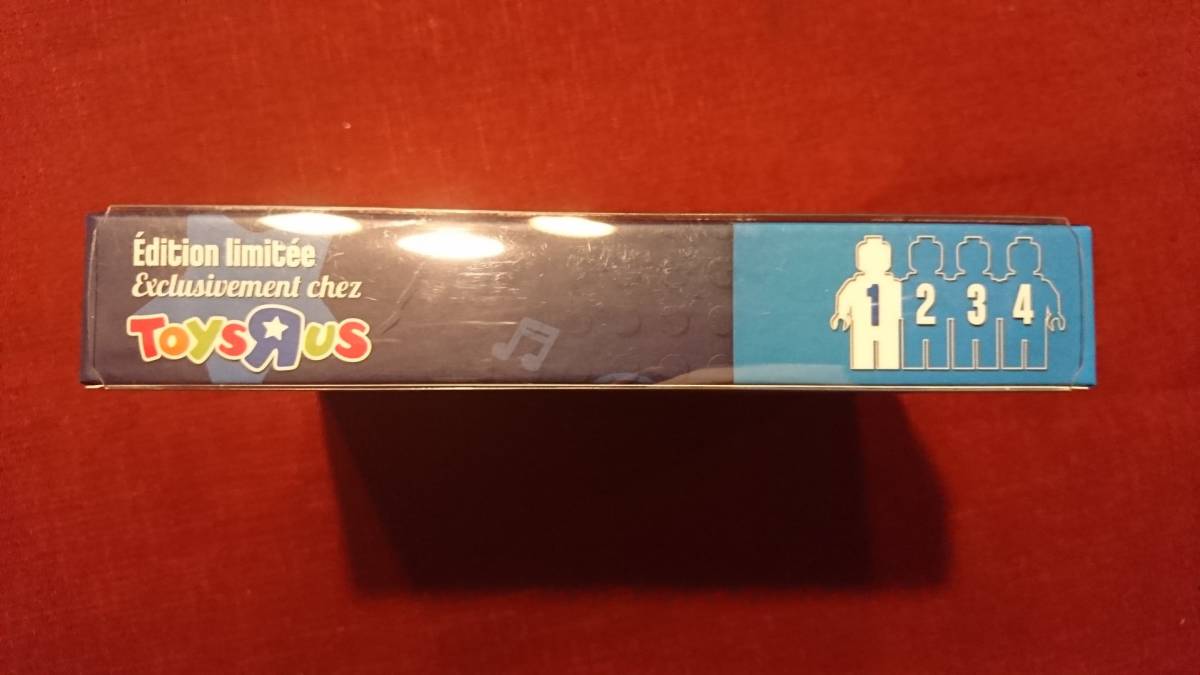 Édition limitée
Exclusivement chez
TOYSЯUS
1 2 3 4